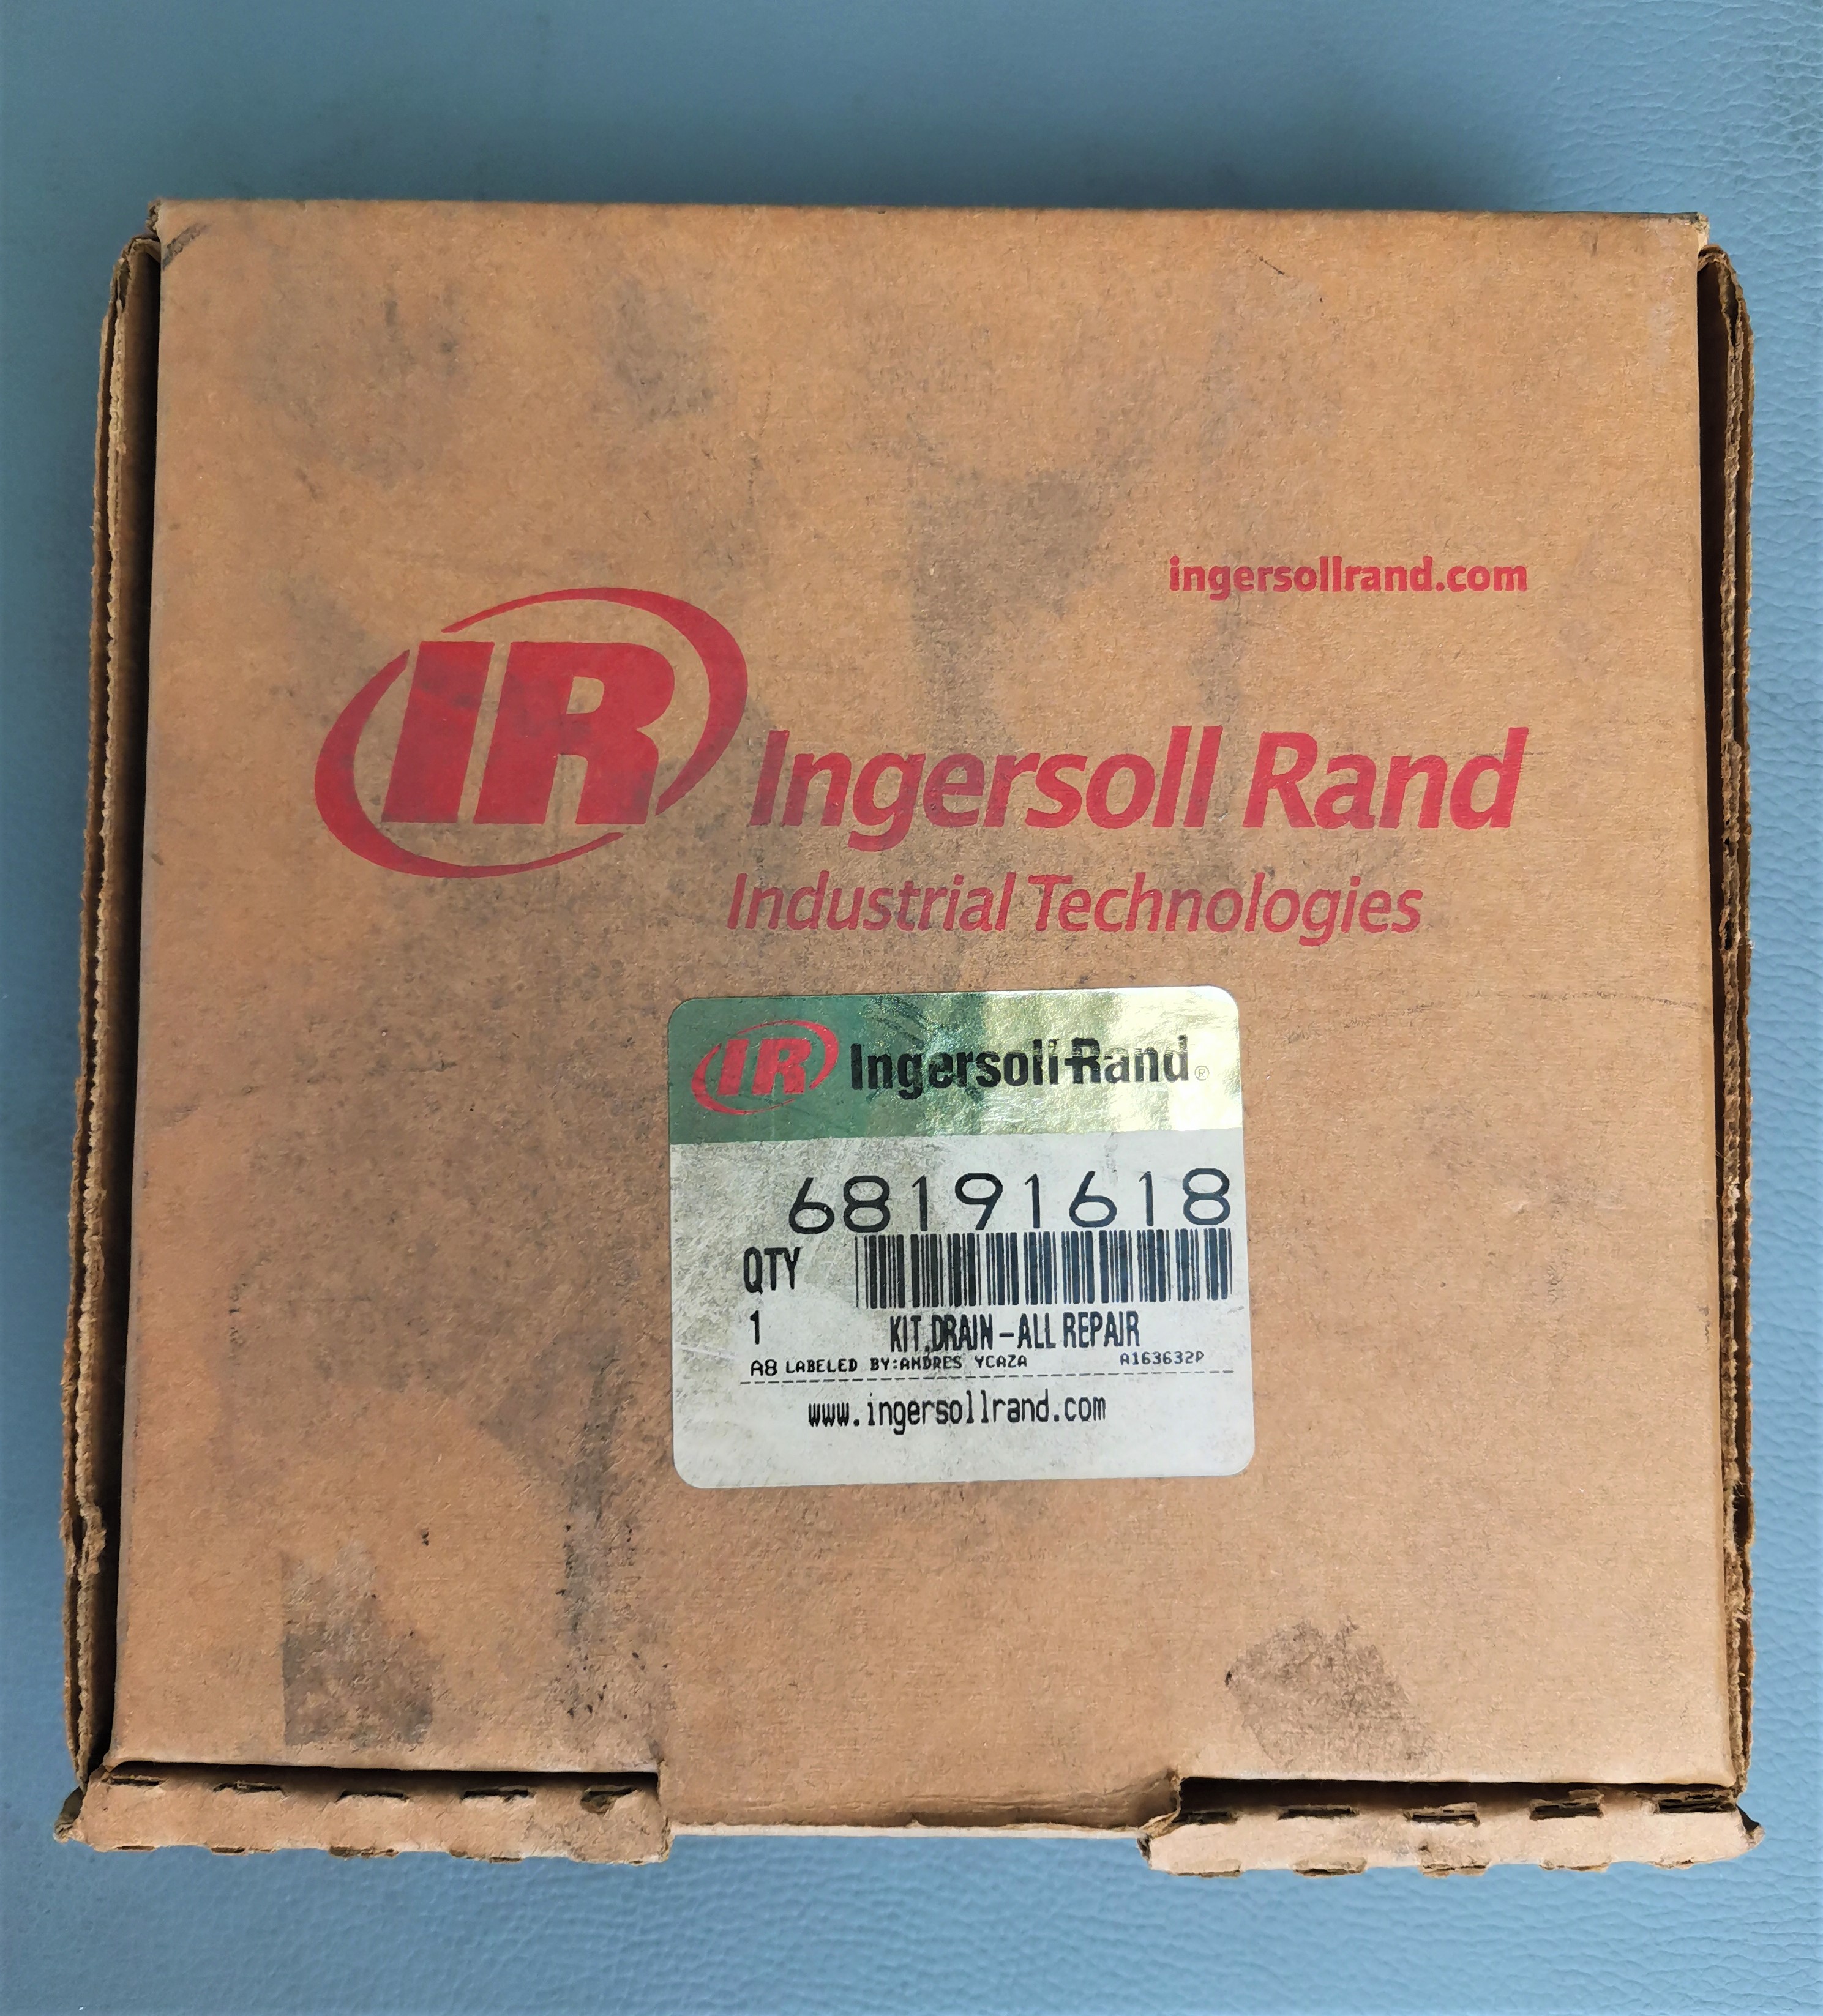 ingersollrand.com
IR Ingersoll Rand
Industrial Technologies
IR Ingersoll-Rand®
68191618
QTY
1 KIT,DRAIN-ALL REPAIR
A8 LABELED BY:ANDRES YCAZA A163632P
www.ingersollrand.com